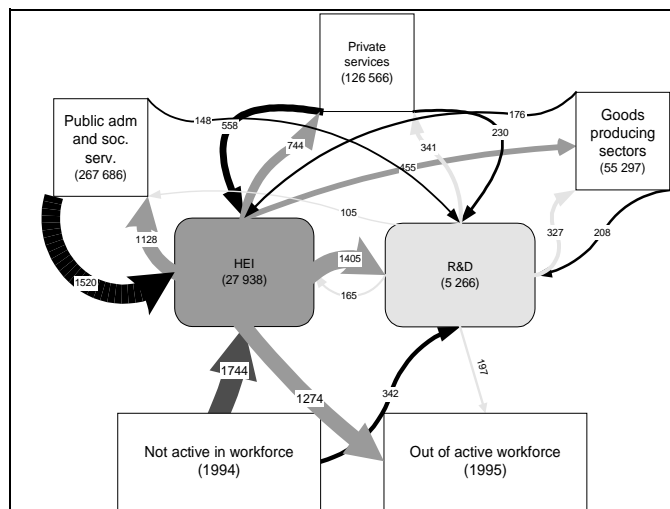 Private
services
(126 566)
Public adm
and soc.
serv.
(267 686)
Goods
producing
sectors
(55 297)
148
558
744
176
230
341
455
105
1128
1520
327
208
HEI
(27 938)
1405
165
R&D
(5 266)
1744
1274
342
197
Not active in workforce
(1994)
Out of active workforce
(1995)